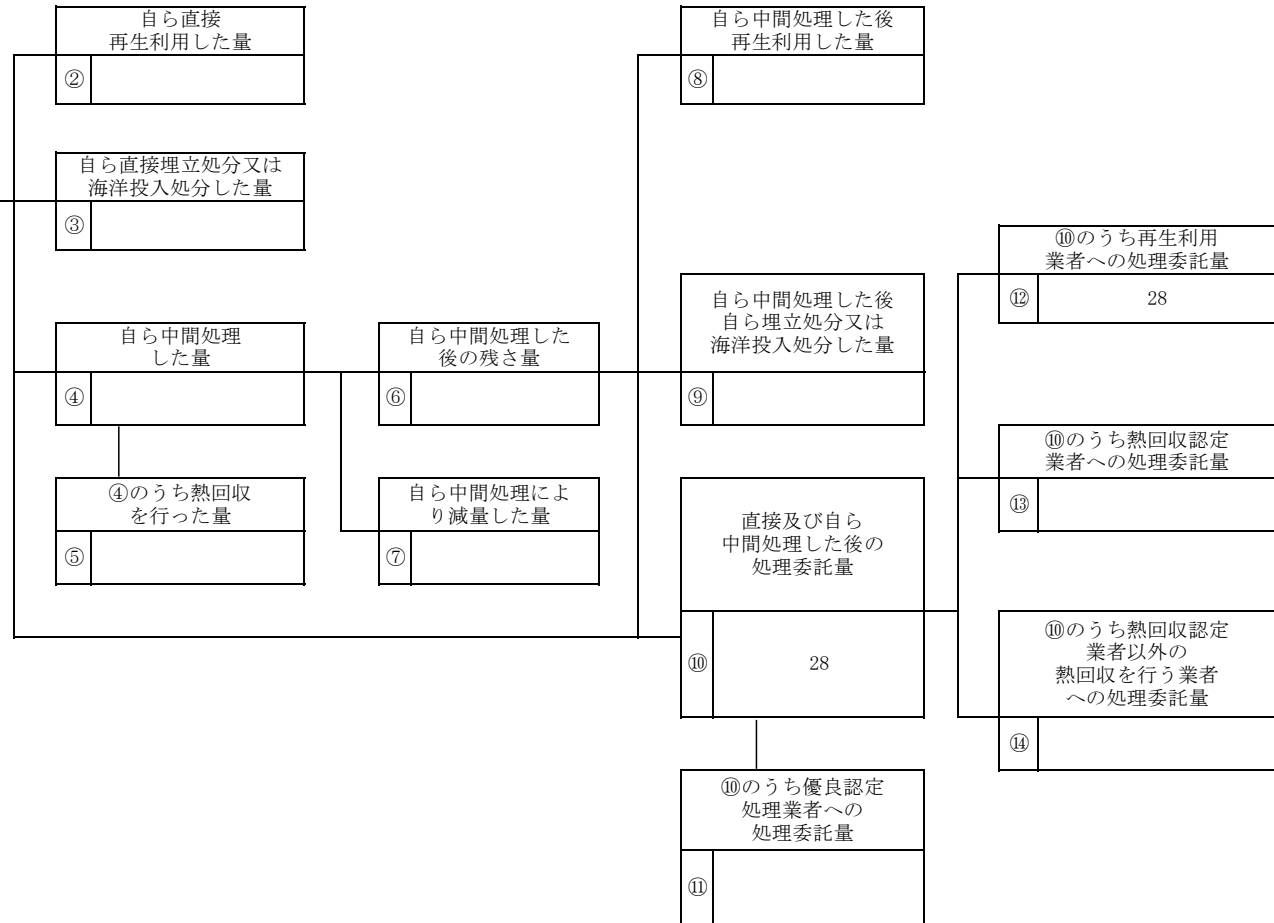 自ら直接
再生利用した量
②
自ら直接埋立処分又は
海洋投入処分した量
③
自ら中間処理
した量
④
④のうち熱回収
を行った量
⑤
自ら中間処理した
後の残さ量
⑥
自ら中間処理によ
り減量した量
⑦
自ら中間処理した後
再生利用した量
⑧
自ら中間処理した後
自ら埋立処分又は
海洋投入処分した量
⑨
直接及び自ら
中間処理した後の
処理委託量
⑩ 28
⑩のうち優良認定
処理業者への
処理委託量
⑪
⑩のうち再生利用
業者への処理委託量
⑫ 28
⑩のうち熱回収認定
業者への処理委託量
⑬
⑩のうち熱回収認定
業者以外の
熱回収を行う業者
への処理委託量
⑭